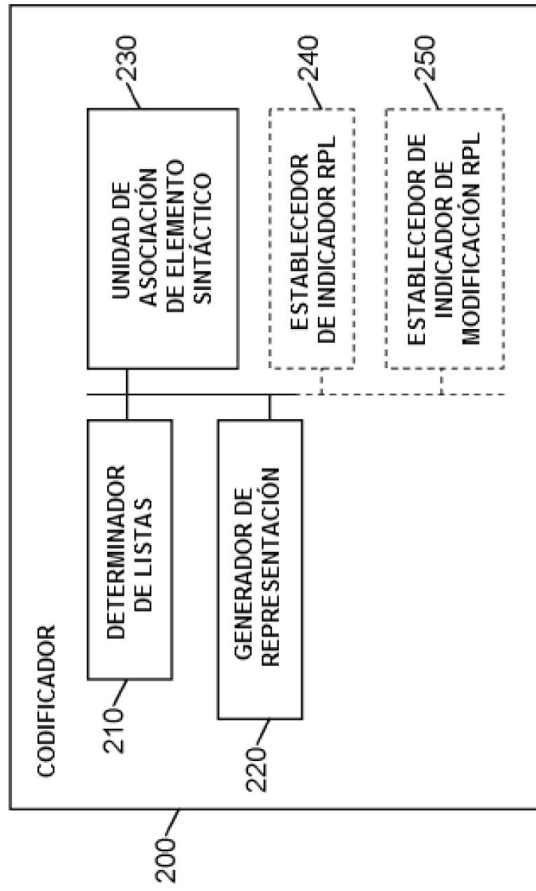 CODIFICADOR
200
210
DETERMINADOR
DE LISTAS
220
GENERADOR DE
REPRESENTACIÓN
230
UNIDAD DE
ASOCIACIÓN
DE ELEMENTO
SINTÁCTICO
240
ESTABLECEDOR
DE INDICADOR RPL
250
ESTABLECEDOR DE
INDICADOR DE
MODIFICACIÓN RPL